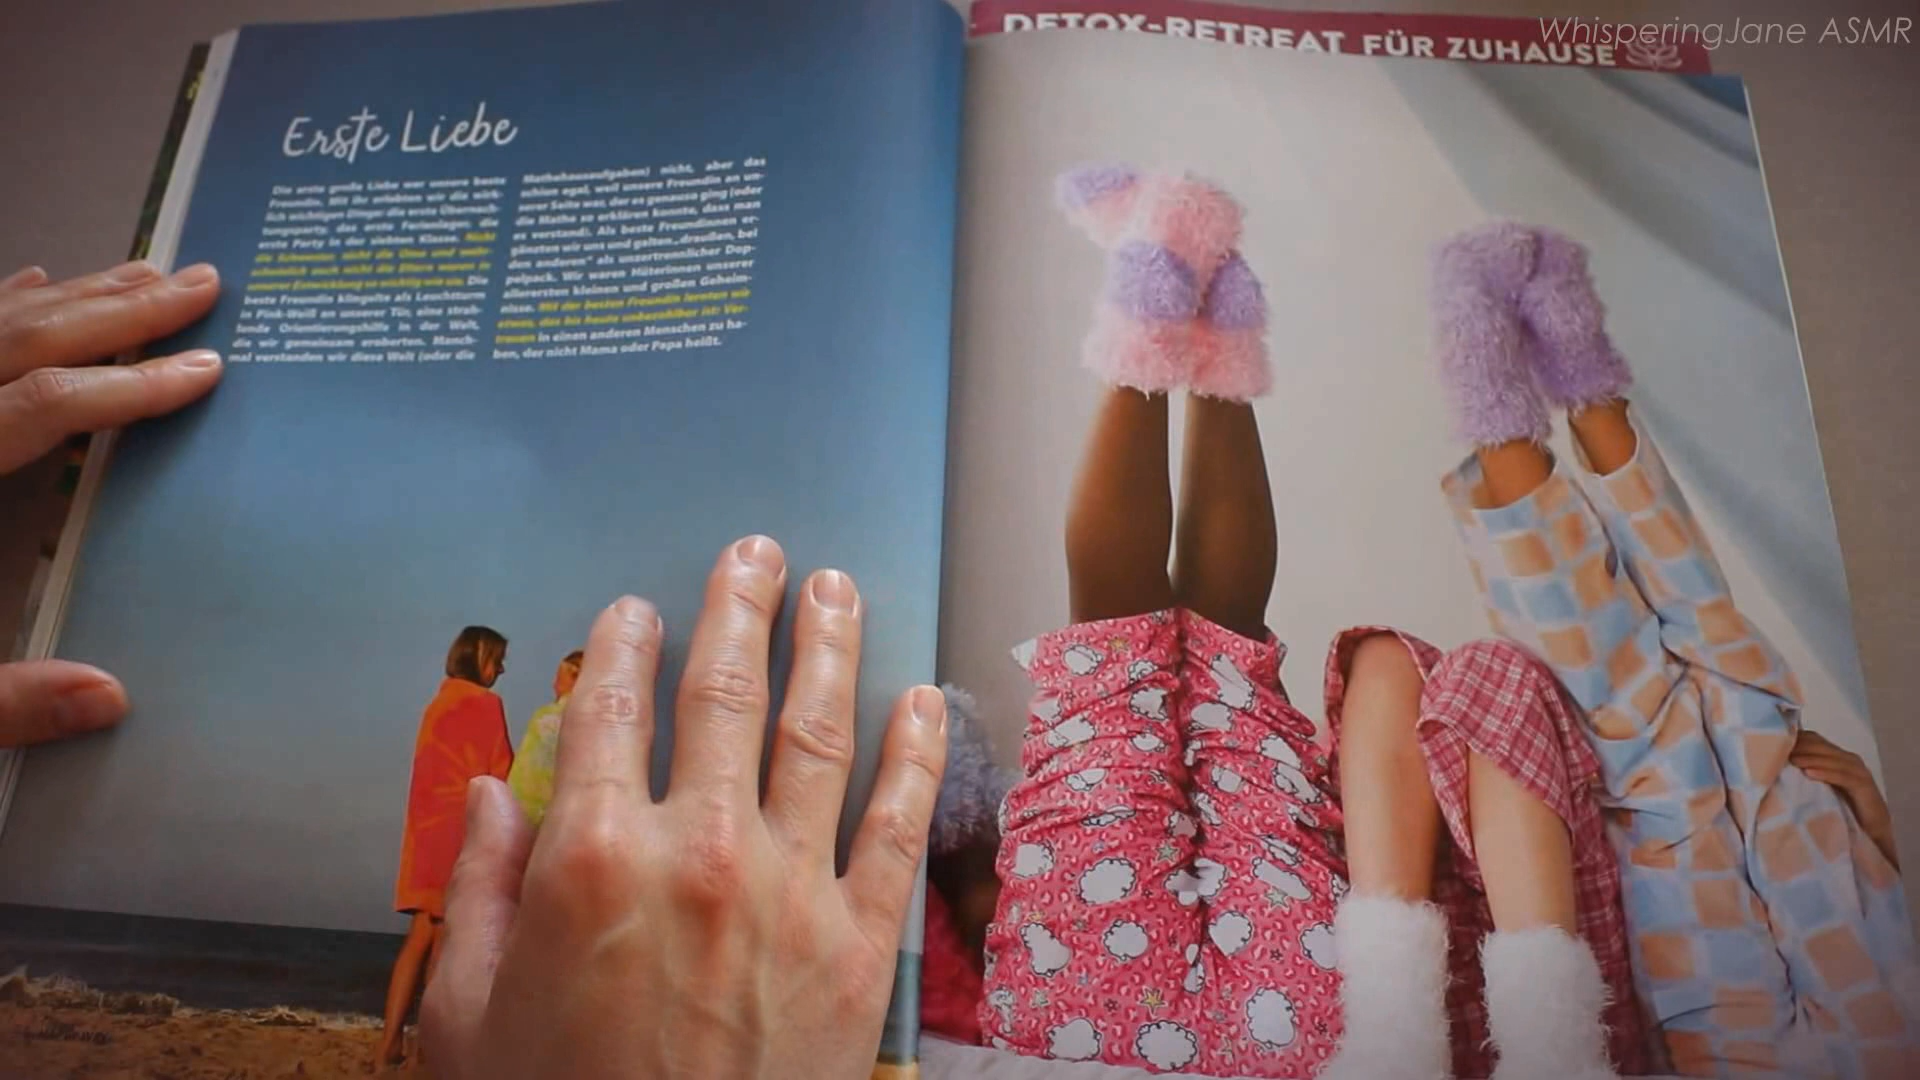 WhisperingJane ASMR
DETOX-RETREAT FÜR ZUHAUSE
Erste Liebe
Die erste große Liebe war unsere beste
Freundin. Mit ihr erlebten wir die wirk-
lich wichtigen Dinge: die erste Übernach-
tungsparty, das erste Ferienlager, die
erste Party in der siebten Klasse. Nicht
die Schwester, nicht die Oma und wahr-
scheinlich auch nicht die Eltern waren in
unserer Entwicklung so wichtig wie sie. Die
beste Freundin klingelte als Leuchtturm
in Pink-Weiß an unserer Tür, eine strah-
lende Orientierungshilfe in der Welt,
die wir gemeinsam eroberten. Manch-
mal verstanden wir diese Welt (oder die
Mathehausaufgaben) nicht, aber das
schien egal, weil unsere Freundin an un-
serer Seite war, der es genauso ging (oder
die Mathe so erklären konnte, dass man
es verstand). Als beste Freundinnen er-
gänzten wir uns und galten „draußen, bei
den anderen“ als unzertrennlicher Dop-
pelpack. Wir waren Hüterinnen unserer
allerersten kleinen und großen Geheim-
nisse. Mit der besten Freundin lernten wir
etwas, das bis heute unbezahlbar ist: Ver-
trauen in einen anderen Menschen zu ha-
ben, der nicht Mama oder Papa heißt.